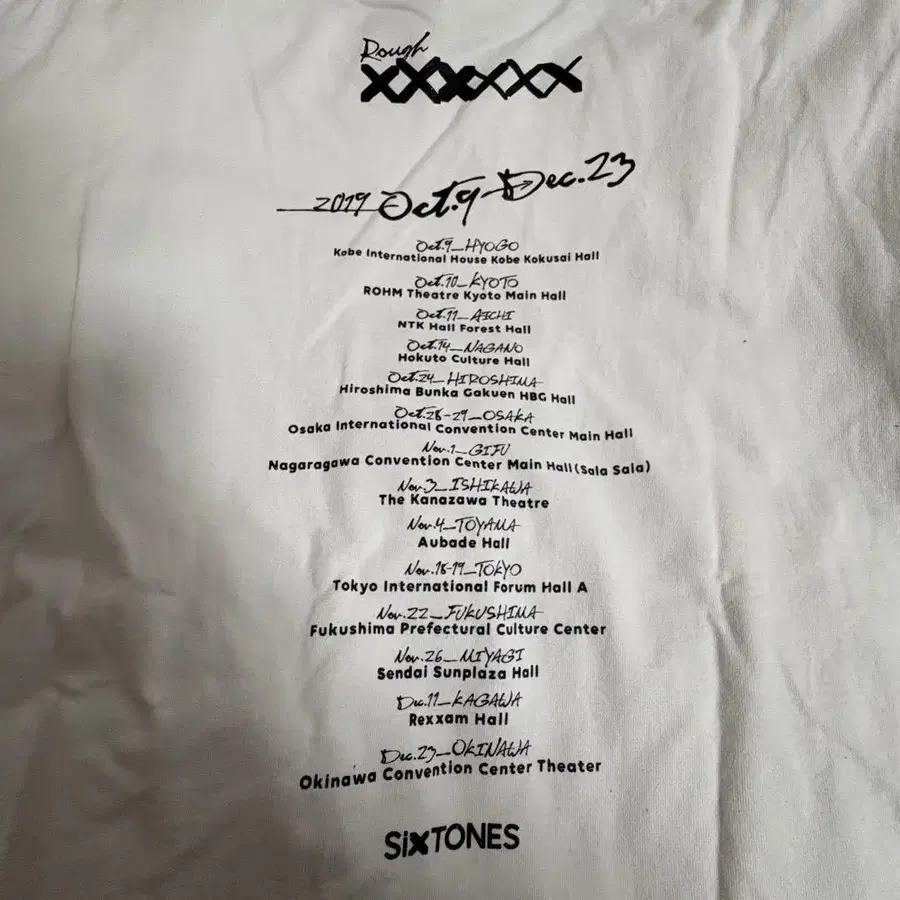 Rough
XXXXXX
2019 Oct.9-Dec.23
Oct.9_HYOGO
Kobe International House Kobe Kokusai Hall
Oct.10_KYOTO
ROHM Theatre Kyoto Main Hall
Oct.11_AICHI
NTK Hall Forest Hall
Oct.14_NAGANO
Hokuto Culture Hall
Oct.24_HIROSHIMA
Hiroshima Bunka Gakuen HBG Hall
Oct.28-29_OSAKA
Osaka International Convention Center Main Hall
Nov.1_GIFU
Nagaragawa Convention Center Main Hall(Sala Sala)
Nov.3_ISHIKAWA
The Kanazawa Theatre
Nov.4_TOYAMA
Aubade Hall
Nov.18-19_TOKYO
Tokyo International Forum Hall A
Nov.22_FUKUSHIMA
Fukushima Prefectural Culture Center
Nov.26_MIYAGI
Sendai Sunplaza Hall
Dec.11_KAGAWA
Rexxam Hall
Dec.23_OKINAWA
Okinawa Convention Center Theater
SixTONES